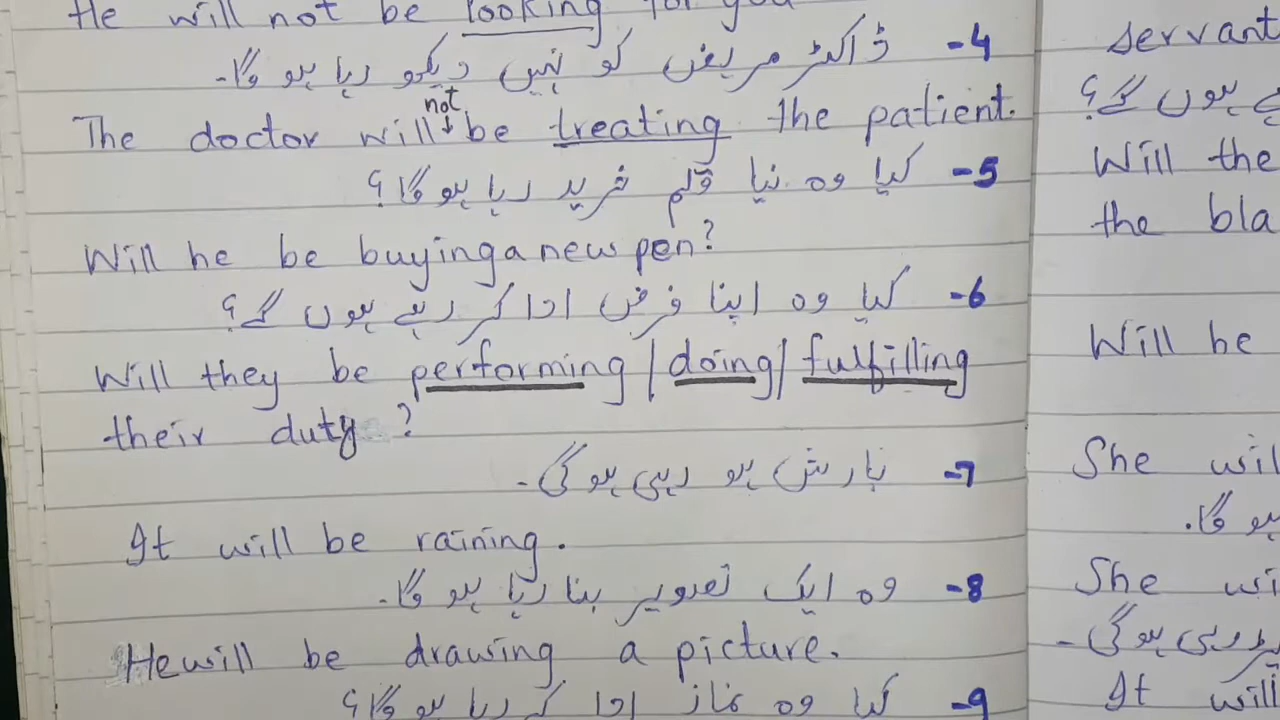 He will not be looking for you
4- ڈاکٹر مریض کو نہیں دیکھ رہا ہو گا۔
The doctor will not be treating the patient.
5- کیا وہ نیا قلم خرید رہا ہو گا؟
Will he be buying a new pen?
6- کیا وہ اپنا فرض ادا کر رہے ہوں گے؟
Will they be performing / doing / fulfilling
their duty?
7- بارش ہو رہی ہو گی۔
It will be raining.
8- وہ ایک تصویر بنا رہا ہو گا۔
He will be drawing a picture.
9- کیا وہ نماز ادا کر رہا ہو گا؟
servant
ہوں گے؟
Will the
the bla
Will be
She wil
ہو گا۔
She wi
رہی ہو گی۔
It will